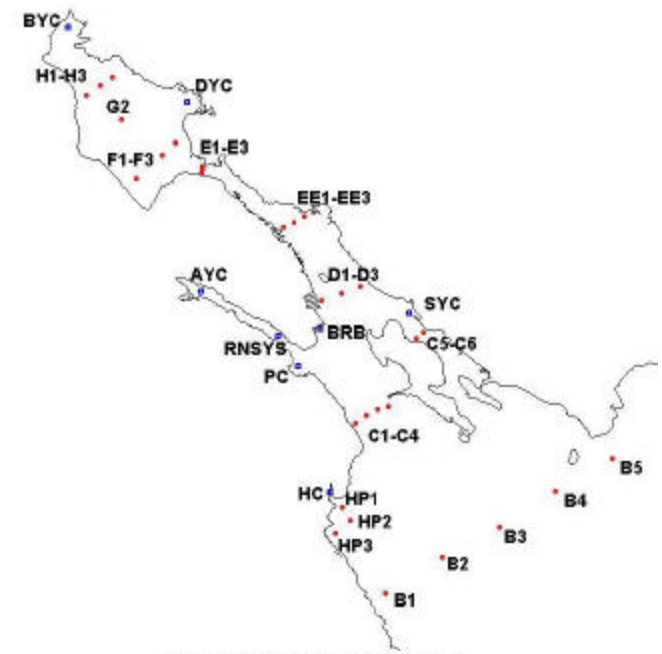 BYC
H1-H3
DYC
G2
E1-E3
F1-F3
EE1-EE3
AYC
D1-D3
SYC
BRB
RNSYS
C5-C6
PC
C1-C4
B5
HC
HP1
B4
HP2
B3
HP3
B2
B1